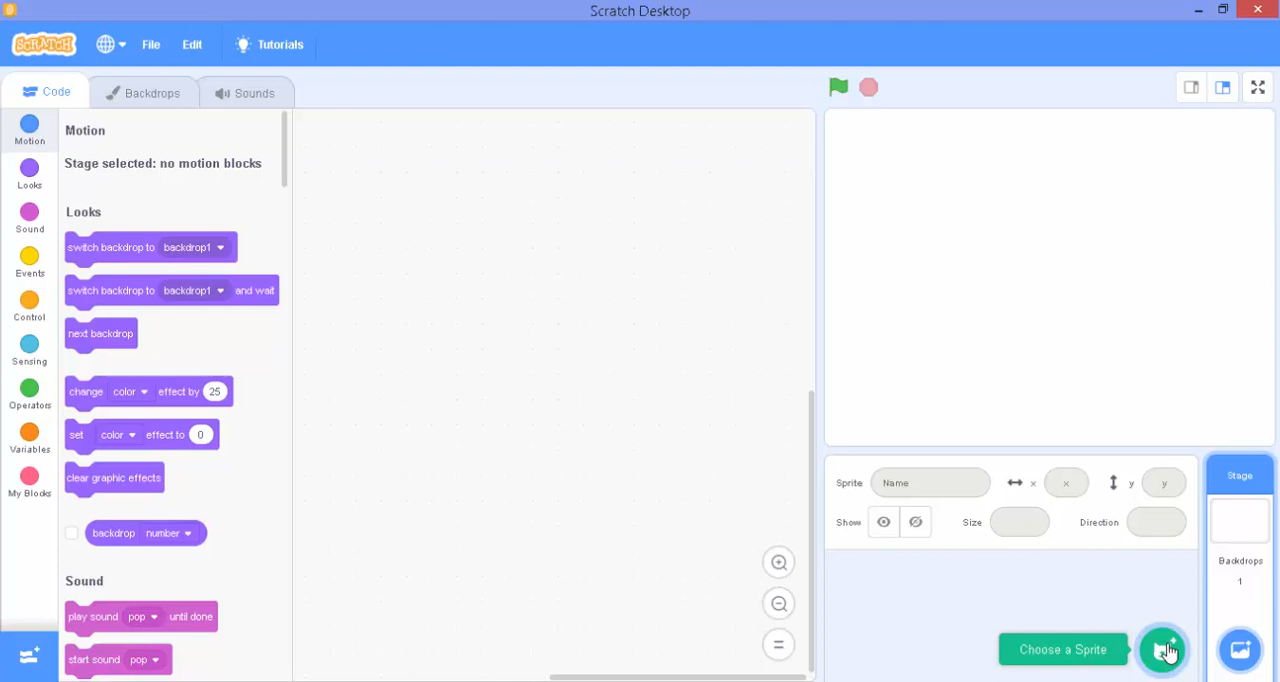 Scratch Desktop
SCRATCH File Edit Tutorials
Code Backdrops Sounds
Motion
Looks
Sound
Events
Control
Sensing
Operators
Variables
My Blocks
Motion
Stage selected: no motion blocks
Looks
switch backdrop to backdrop1
switch backdrop to backdrop1 and wait
next backdrop
change color effect by 25
set color effect to 0
clear graphic effects
backdrop number
Sound
play sound pop until done
start sound pop
Sprite Name x x y y
Show Size Direction
Choose a Sprite
Stage
Backdrops
1